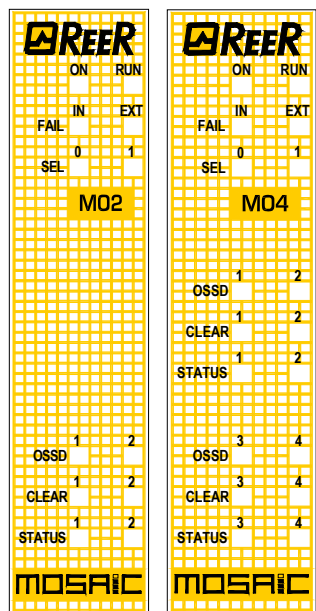 REER
ON RUN
IN EXT
FAIL
0 1
SEL
MO2
1 2
OSSD
1 2
CLEAR
1 2
STATUS
MOSAIC
REER
ON RUN
IN EXT
FAIL
0 1
SEL
MO4
1 2
OSSD
1 2
CLEAR
1 2
STATUS
3 4
OSSD
3 4
CLEAR
3 4
STATUS
MOSAIC